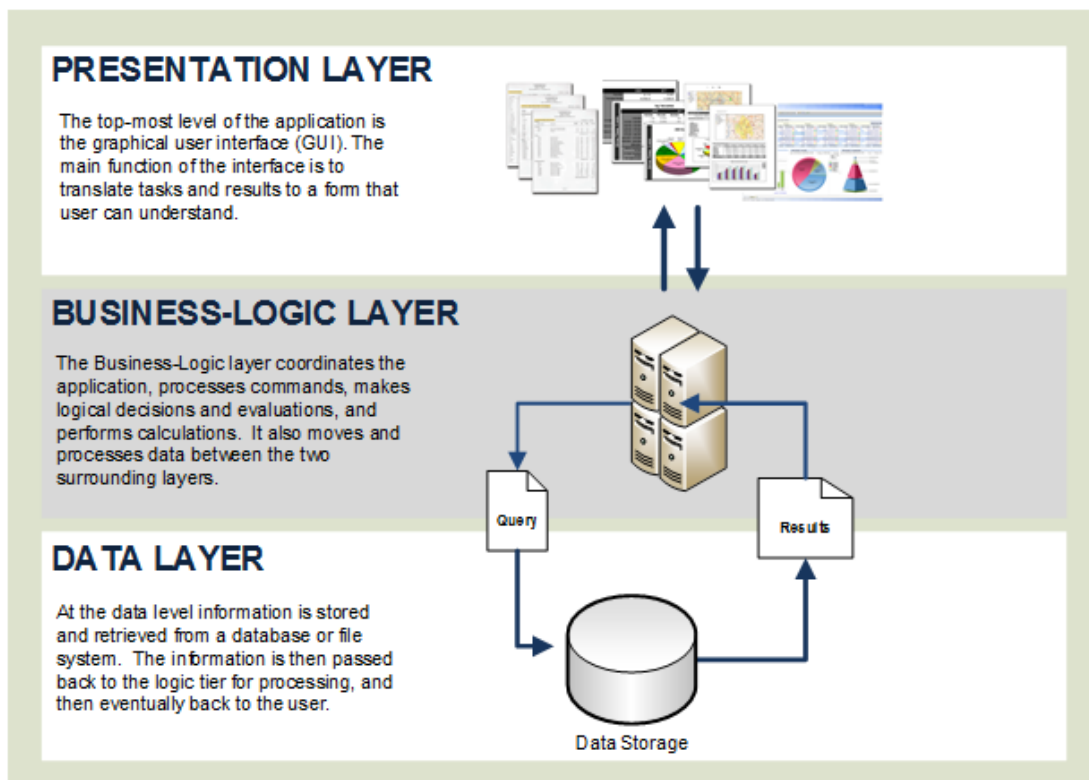 PRESENTATION LAYER
The top-most level of the application is
the graphical user interface (GUI). The
main function of the interface is to
translate tasks and results to a form that
user can understand.
BUSINESS-LOGIC LAYER
The Business-Logic layer coordinates the
application, processes commands, makes
logical decisions and evaluations, and
performs calculations. It also moves and
processes data between the two
surrounding layers.
Query
Results
DATA LAYER
At the data level information is stored
and retrieved from a database or file
system. The information is then passed
back to the logic tier for processing, and
then eventually back to the user.
Data Storage